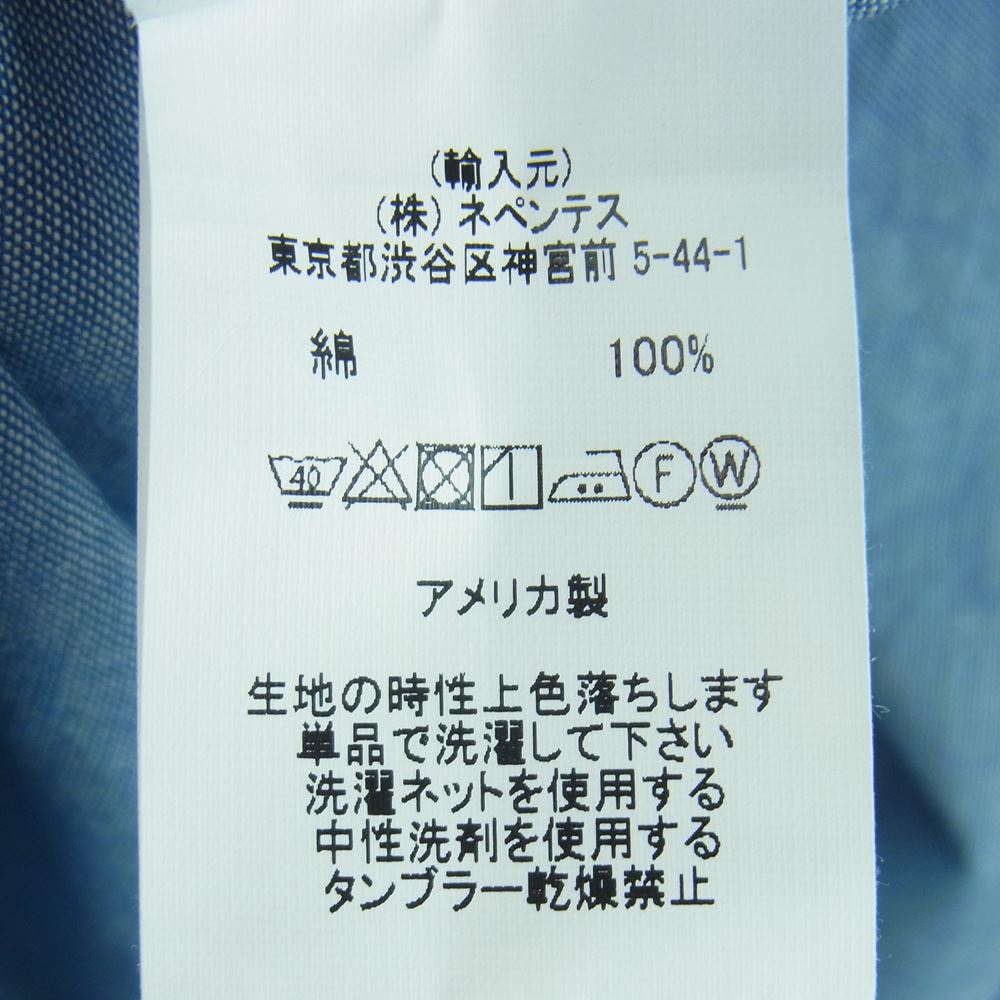 (輸入元)
(株) ネペンテス
東京都渋谷区神宮前 5-44-1
綿 100%
40 F W
アメリカ製
生地の時性上色落ちします
単品で洗濯して下さい
洗濯ネットを使用する
中性洗剤を使用する
タンブラー乾燥禁止